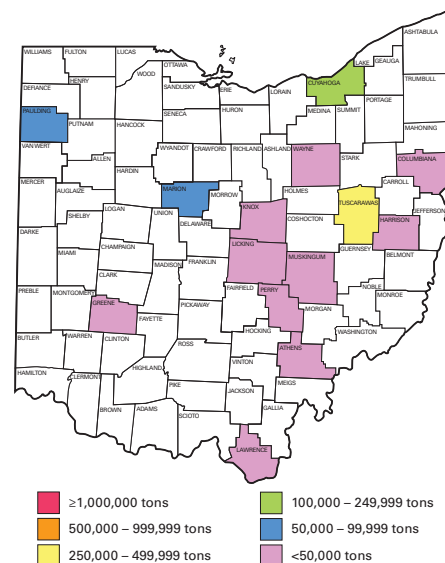 ASHTABULA
WILLIAMS FULTON LUCAS
OTTAWA LAKE GEAUGA
WOOD
HENRY SANDUSKY ERIE LORAIN CUYAHOGA TRUMBULL
DEFIANCE
PORTAGE
PAULDING SENECA HURON MEDINA SUMMIT
PUTNAM HANCOCK MAHONING
VAN WERT WYANDOT CRAWFORD RICHLAND ASHLAND WAYNE
ALLEN STARK COLUMBIANA
HARDIN
MERCER CARROLL
AUGLAIZE MARION MORROW HOLMES
TUSCARAWAS
LOGAN KNOX JEFFERSON
SHELBY UNION COSHOCTON HARRISON
DELAWARE
DARKE LICKING GUERNSEY
CHAMPAIGN BELMONT
MIAMI MUSKINGUM
MADISON FRANKLIN
CLARK
NOBLE
PREBLE MONTGOMERY FAIRFIELD PERRY MONROE
GREENE PICKAWAY
MORGAN
FAYETTE
HOCKING WASHINGTON
BUTLER WARREN CLINTON ROSS
ATHENS
VINTON
HAMILTON CLERMONT HIGHLAND
PIKE MEIGS
JACKSON
BROWN ADAMS SCIOTO GALLIA
LAWRENCE
≥1,000,000 tons
500,000 – 999,999 tons
250,000 – 499,999 tons
100,000 – 249,999 tons
50,000 – 99,999 tons
<50,000 tons